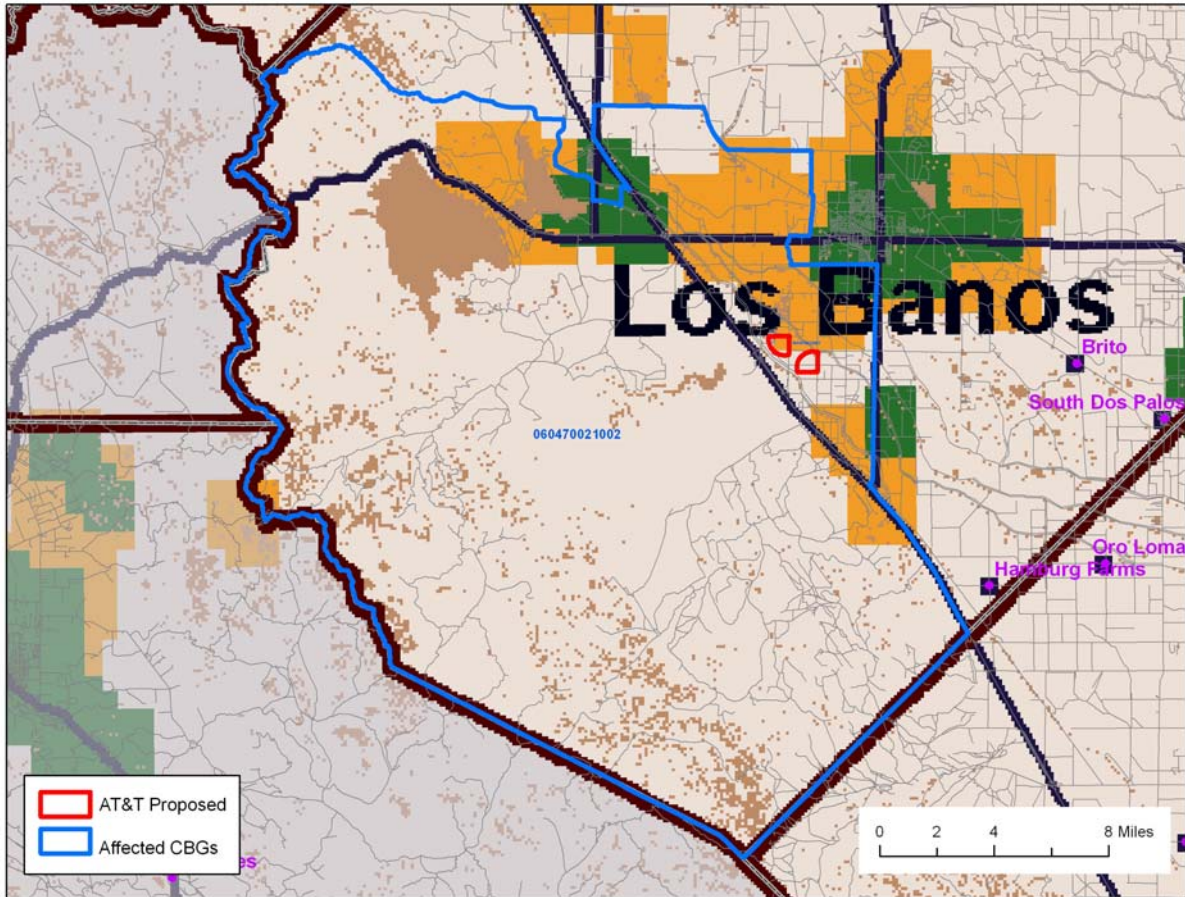 Los Banos
Brito
South Dos Palos
060470021002
Oro Loma
Hamburg Farms
AT&T Proposed
Affected CBGs
0 2 4 8 Miles